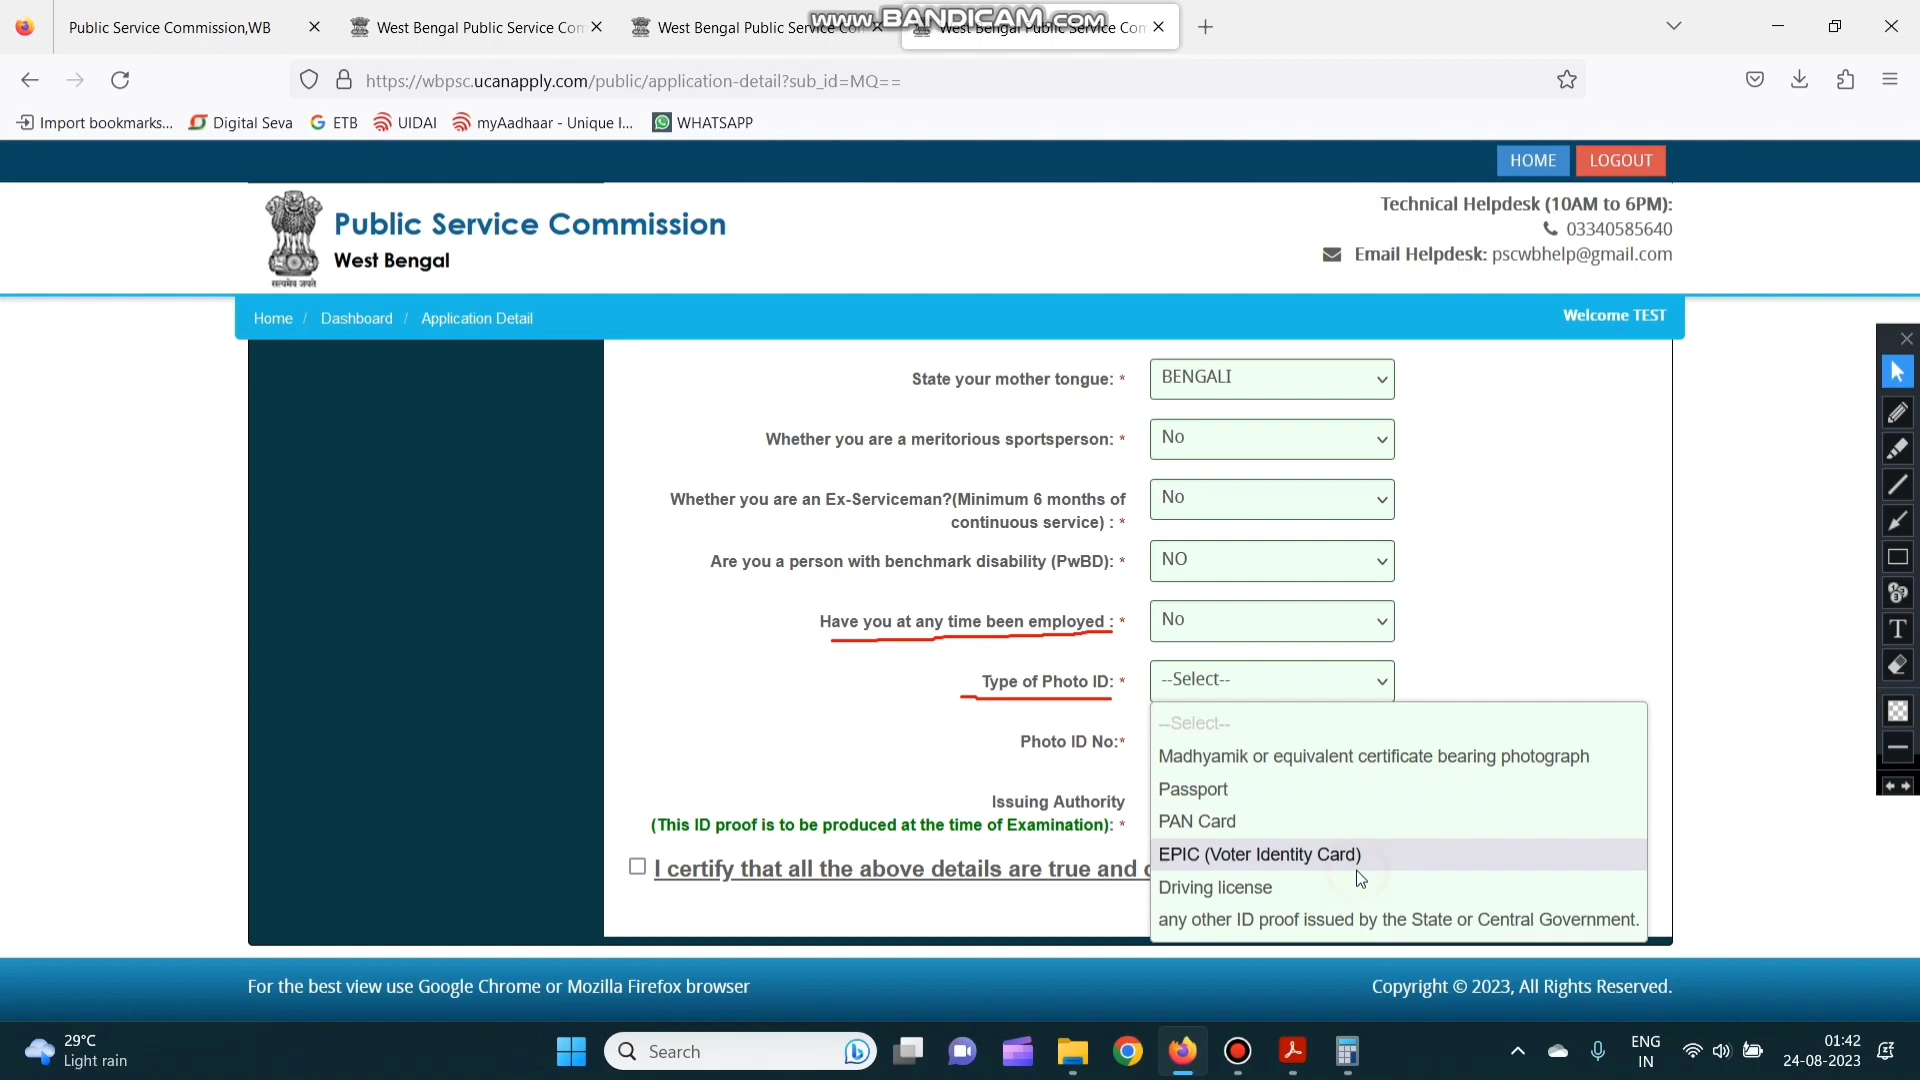 www.BANDICAM.com
Public Service Commission,WB
West Bengal Public Service Con
West Bengal Public Service Con
West Bengal Public Service Con
https://wbpsc.ucanapply.com/public/application-detail?sub_id=MQ==
Import bookmarks...
Digital Seva
ETB
UIDAI
myAadhaar - Unique I...
WHATSAPP
HOME
LOGOUT
Public Service Commission
West Bengal
सत्यमेव जयते
Technical Helpdesk (10AM to 6PM):
03340585640
Email Helpdesk: pscwbhelp@gmail.com
Home / Dashboard / Application Detail
Welcome TEST
State your mother tongue: *
BENGALI
Whether you are a meritorious sportsperson: *
No
Whether you are an Ex-Serviceman?(Minimum 6 months of
continuous service) : *
No
Are you a person with benchmark disability (PwBD): *
NO
Have you at any time been employed : *
No
Type of Photo ID: *
--Select--
--Select--
Madhyamik or equivalent certificate bearing photograph
Passport
PAN Card
EPIC (Voter Identity Card)
Driving license
any other ID proof issued by the State or Central Government.
Photo ID No:*
Issuing Authority
(This ID proof is to be produced at the time of Examination): *
I certify that all the above details are true and
For the best view use Google Chrome or Mozilla Firefox browser
Copyright © 2023, All Rights Reserved.
29°C
Light rain
Search
ENG
IN
01:42
24-08-2023